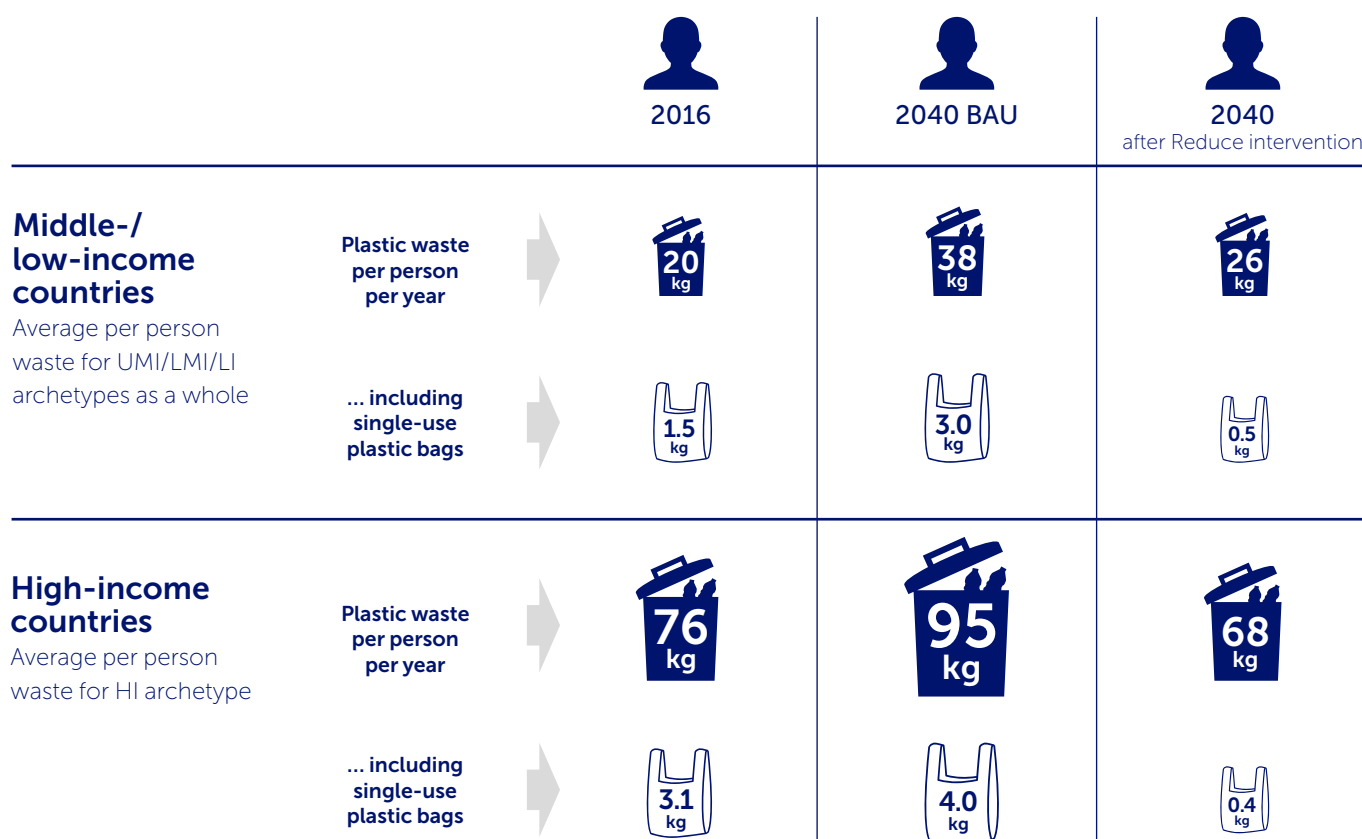 2016
2040 BAU
2040
after Reduce intervention
Middle-/
low-income
countries
Average per person
waste for UMI/LMI/LI
archetypes as a whole
Plastic waste
per person
per year
20
kg
38
kg
26
kg
... including
single-use
plastic bags
1.5
kg
3.0
kg
0.5
kg
High-income
countries
Average per person
waste for HI archetype
Plastic waste
per person
per year
76
kg
95
kg
68
kg
... including
single-use
plastic bags
3.1
kg
4.0
kg
0.4
kg